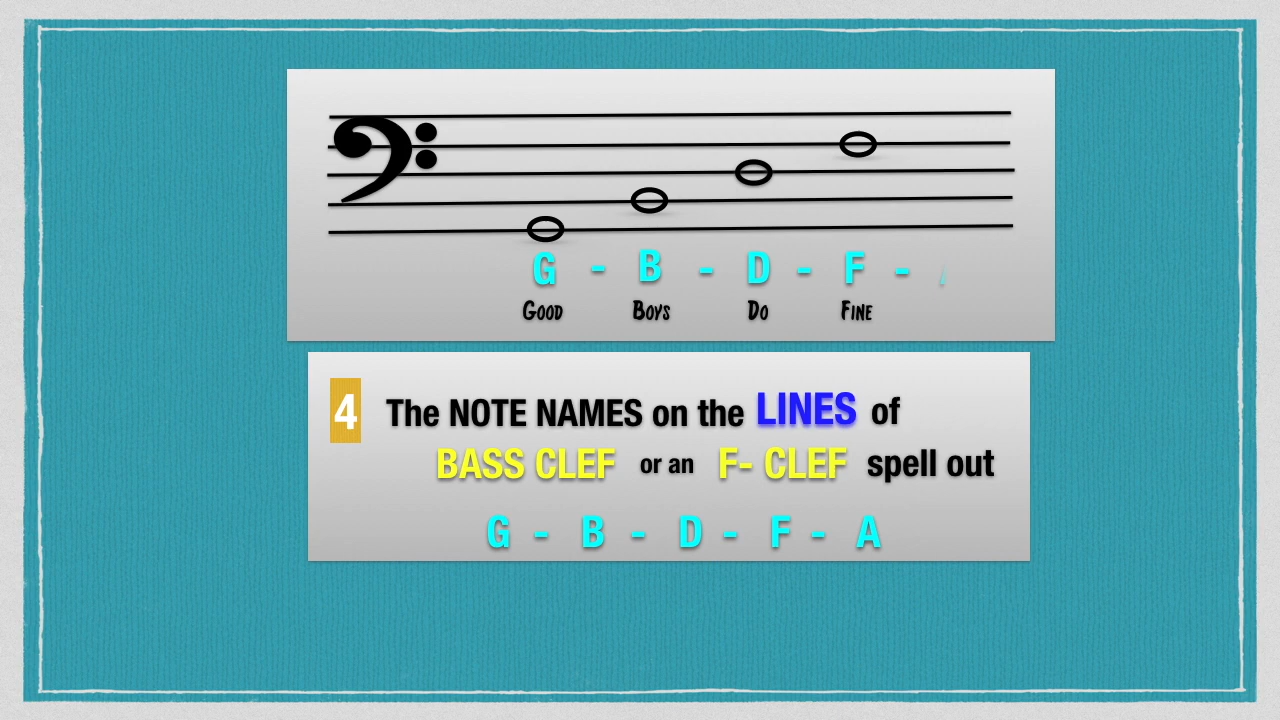 G - B - D - F -
Good Boys Do Fine
4 The NOTE NAMES on the LINES of
BASS CLEF or an F- CLEF spell out
G - B - D - F - A